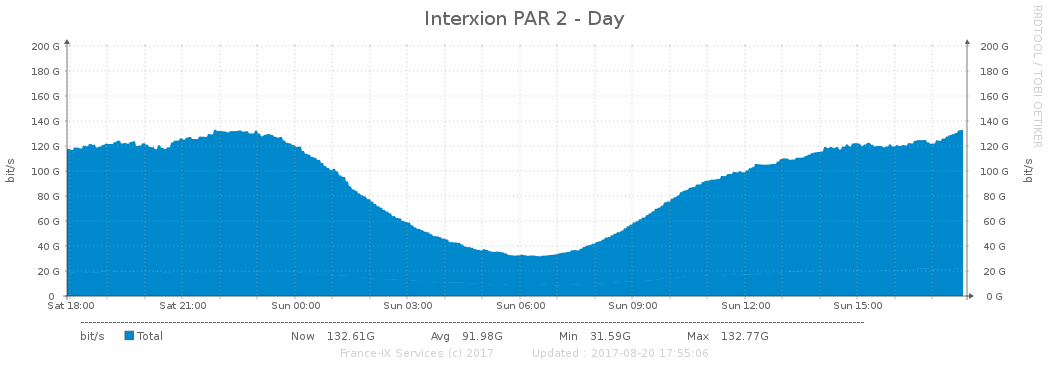 Interxion PAR 2 - Day
RRDTOOL / TOBI OETIKER
bit/s
200 G
180 G
160 G
140 G
120 G
100 G
80 G
60 G
40 G
20 G
0
200 G
180 G
160 G
140 G
120 G
100 G
80 G
60 G
40 G
20 G
0 G
bit/s
Sat 18:00 Sat 21:00 Sun 00:00 Sun 03:00 Sun 06:00 Sun 09:00 Sun 12:00 Sun 15:00
bit/s Total Now 132.61G Avg 91.98G Min 31.59G Max 132.77G
France-IX Services (c) 2017 Updated : 2017-08-20 17:55:06